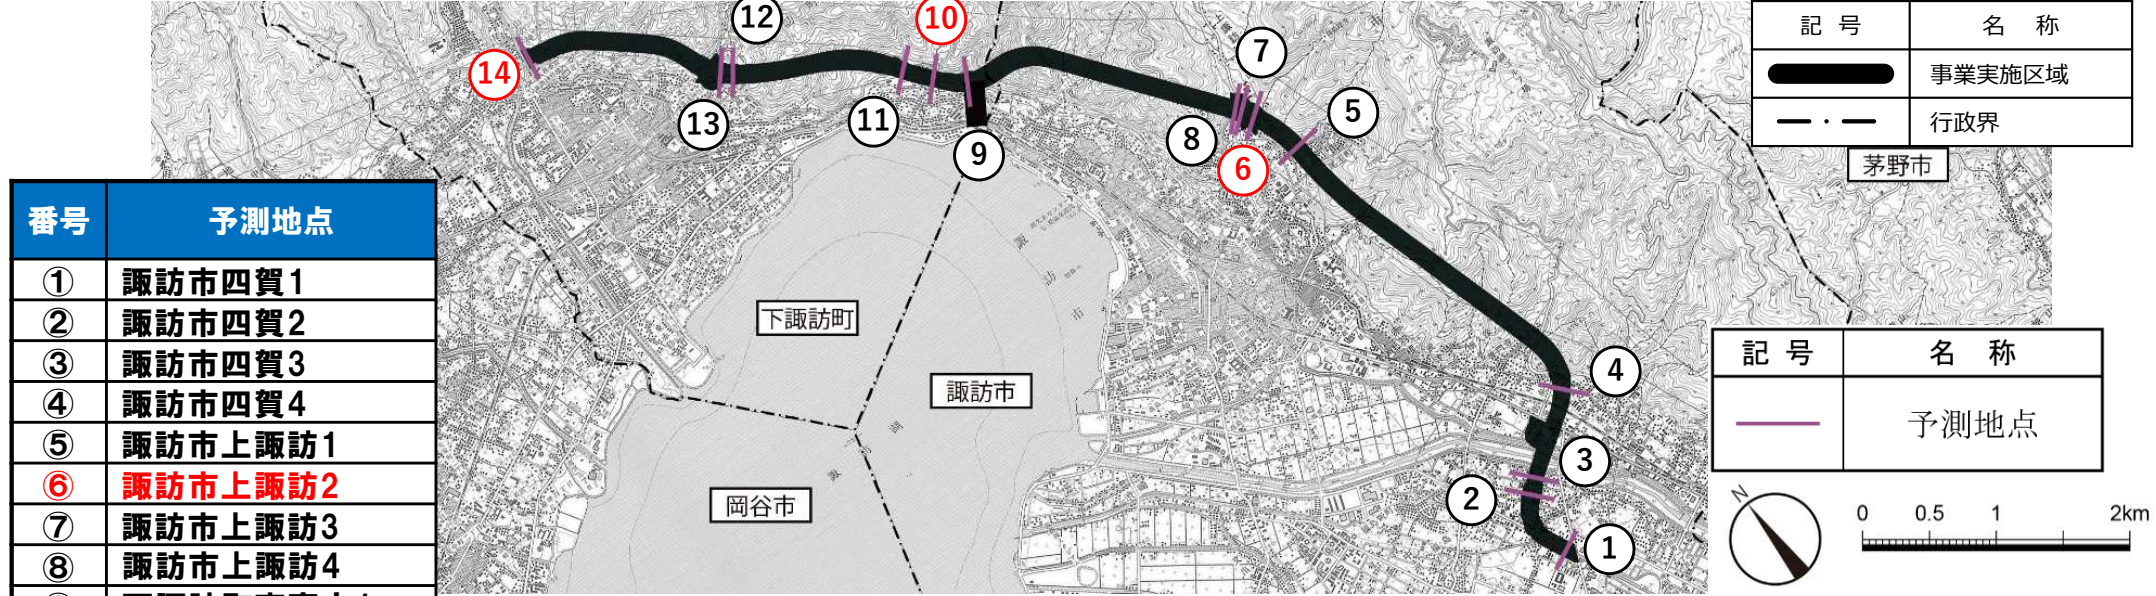 12
10
7
14
13
11
9
8
6
5
4
3
2
1
記 号 名 称
事業実施区域
行政界
茅野市
番号 予測地点
① 諏訪市四賀1
② 諏訪市四賀2
③ 諏訪市四賀3
④ 諏訪市四賀4
⑤ 諏訪市上諏訪1
⑥ 諏訪市上諏訪2
⑦ 諏訪市上諏訪3
⑧ 諏訪市上諏訪4
下諏訪町
諏訪市
岡谷市
諏
訪
市
諏
訪
湖
記 号 名 称
予測地点
N
0 0.5 1 2km